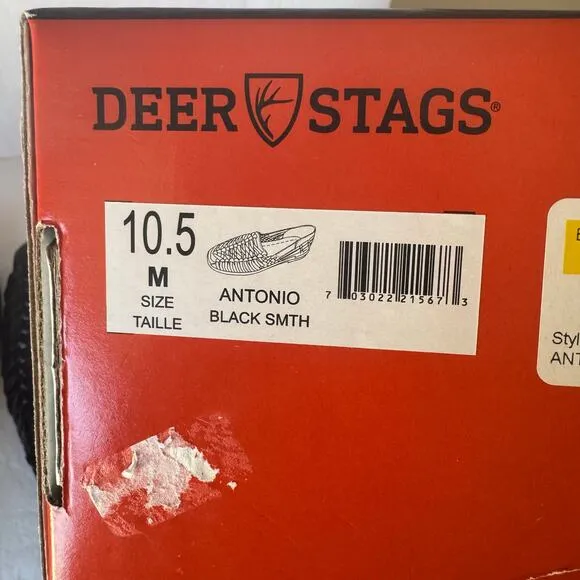 DEER STAGS®
10.5
M
SIZE
TAILLE
ANTONIO
BLACK SMTH
7 03022 21567 3
Styl
ANT